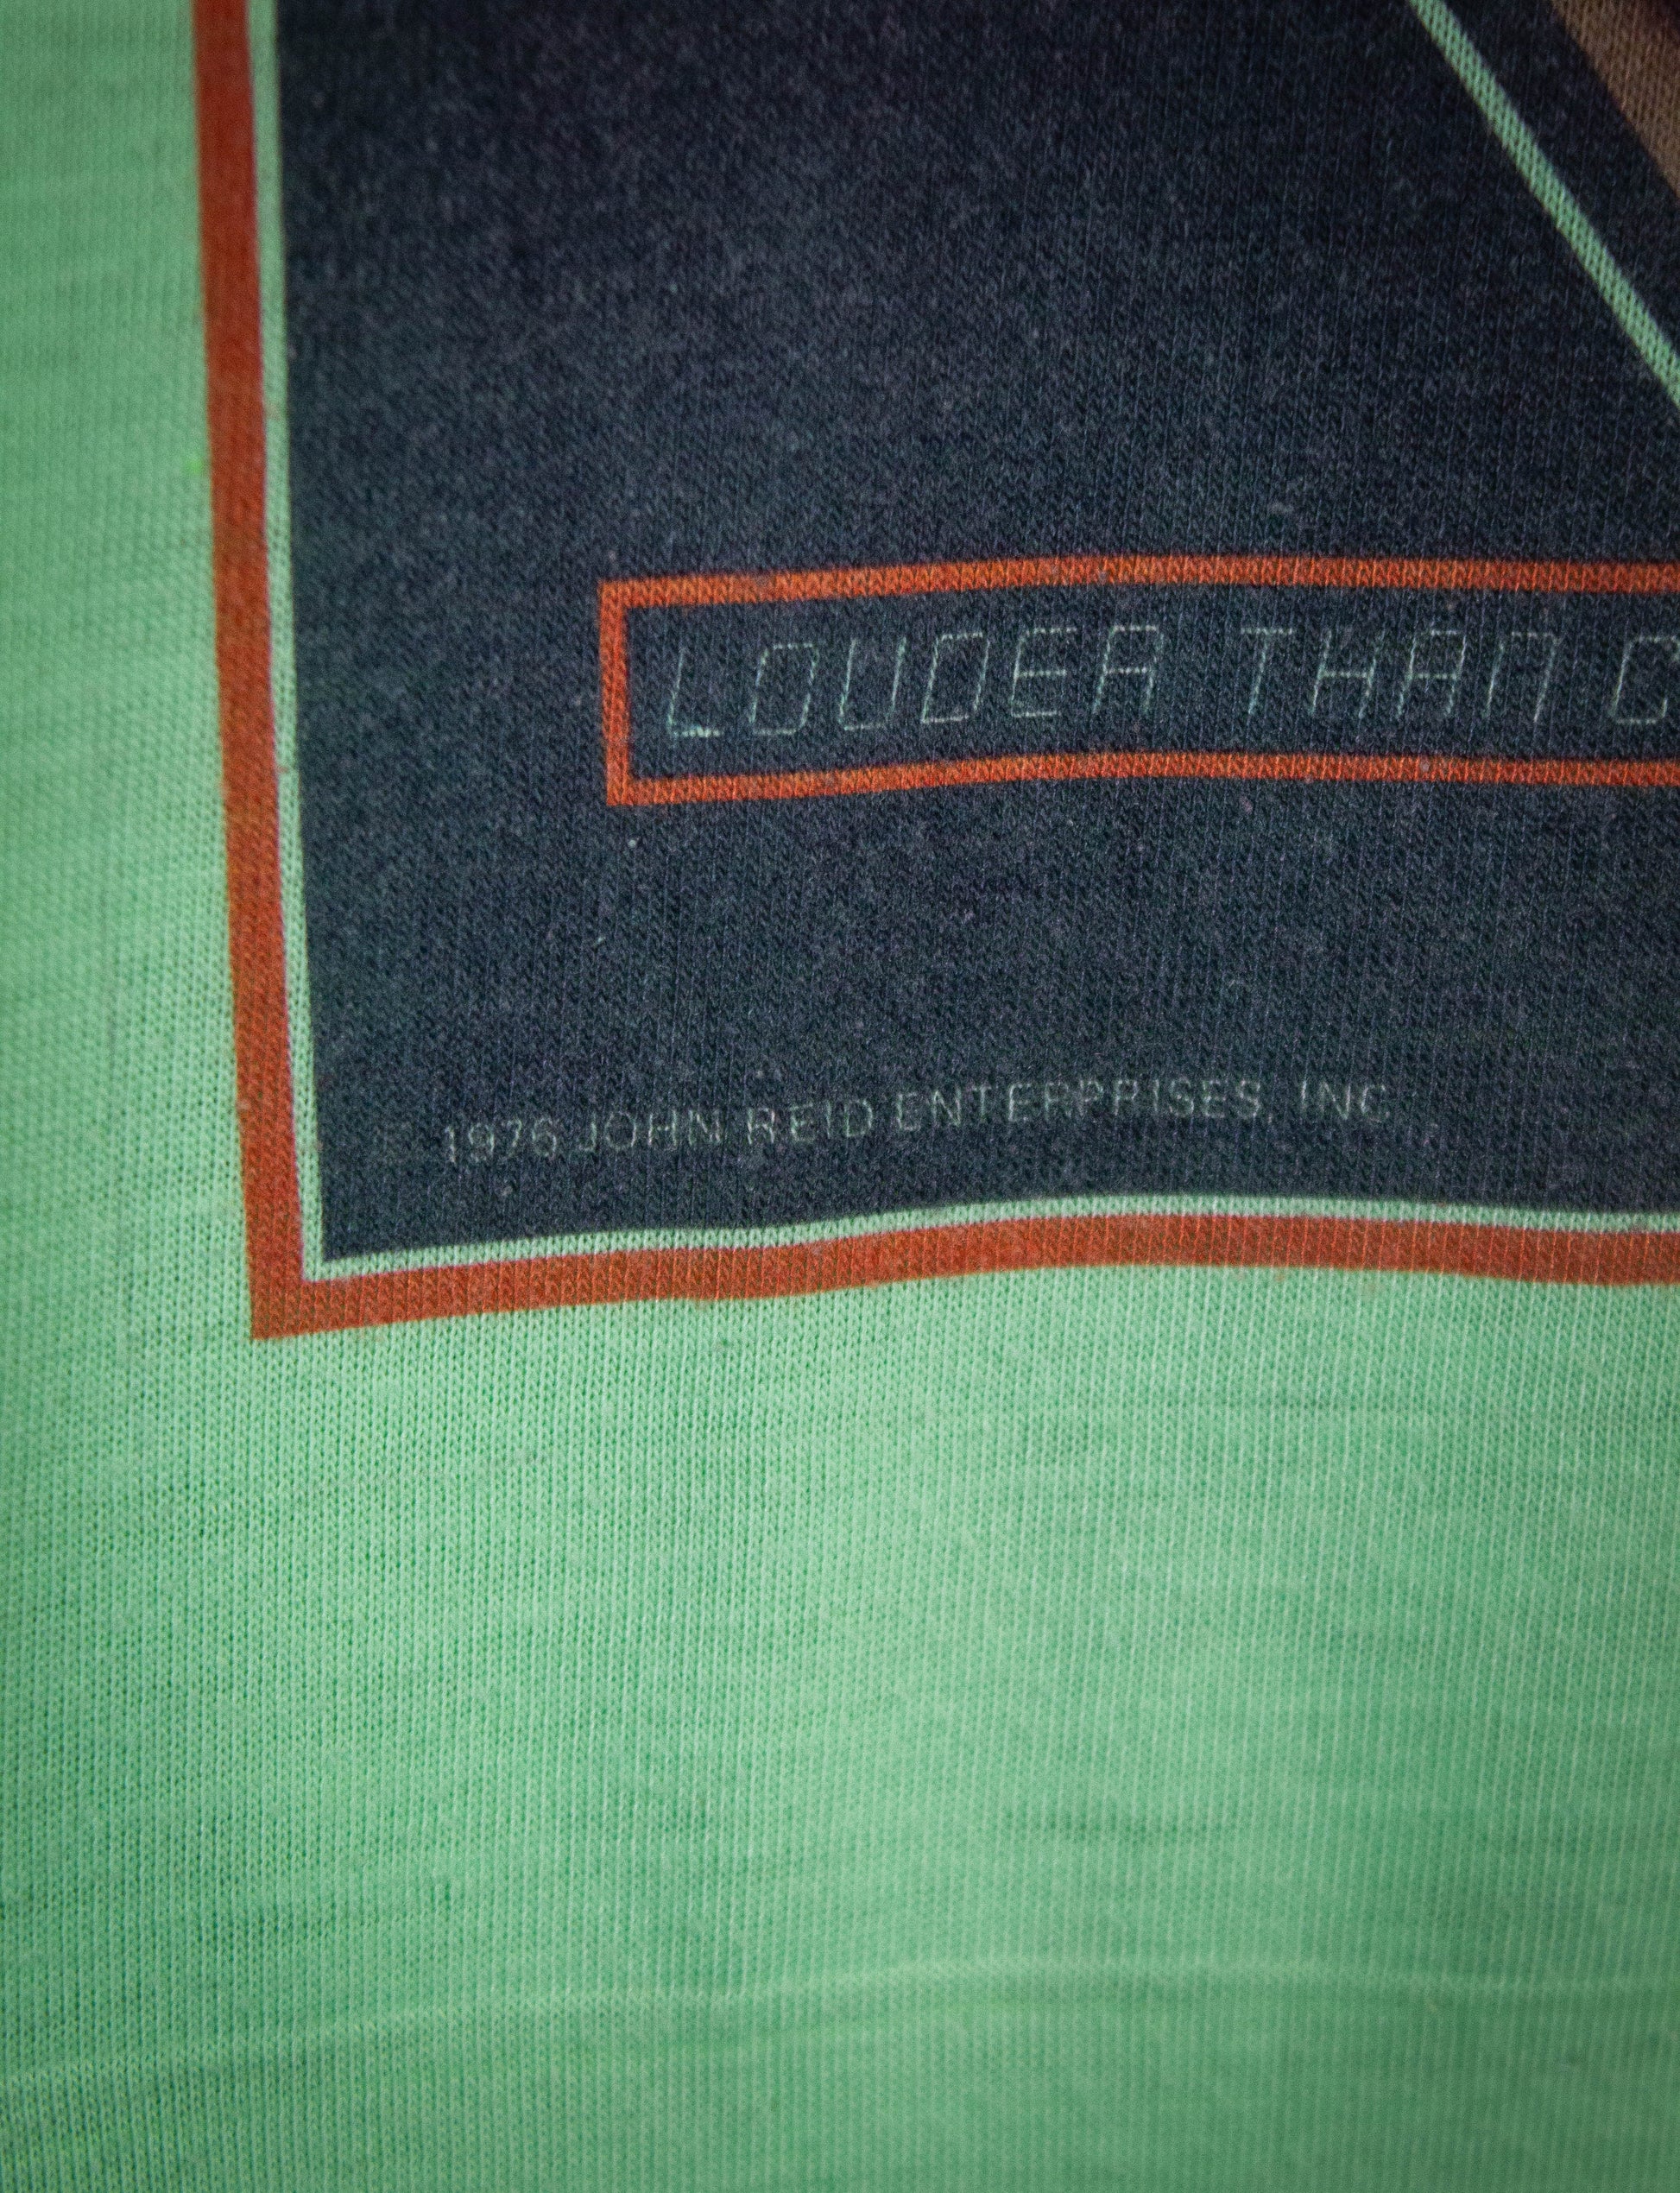 LOUDER THAN
1976 JOHN REID ENTERPRISES, INC